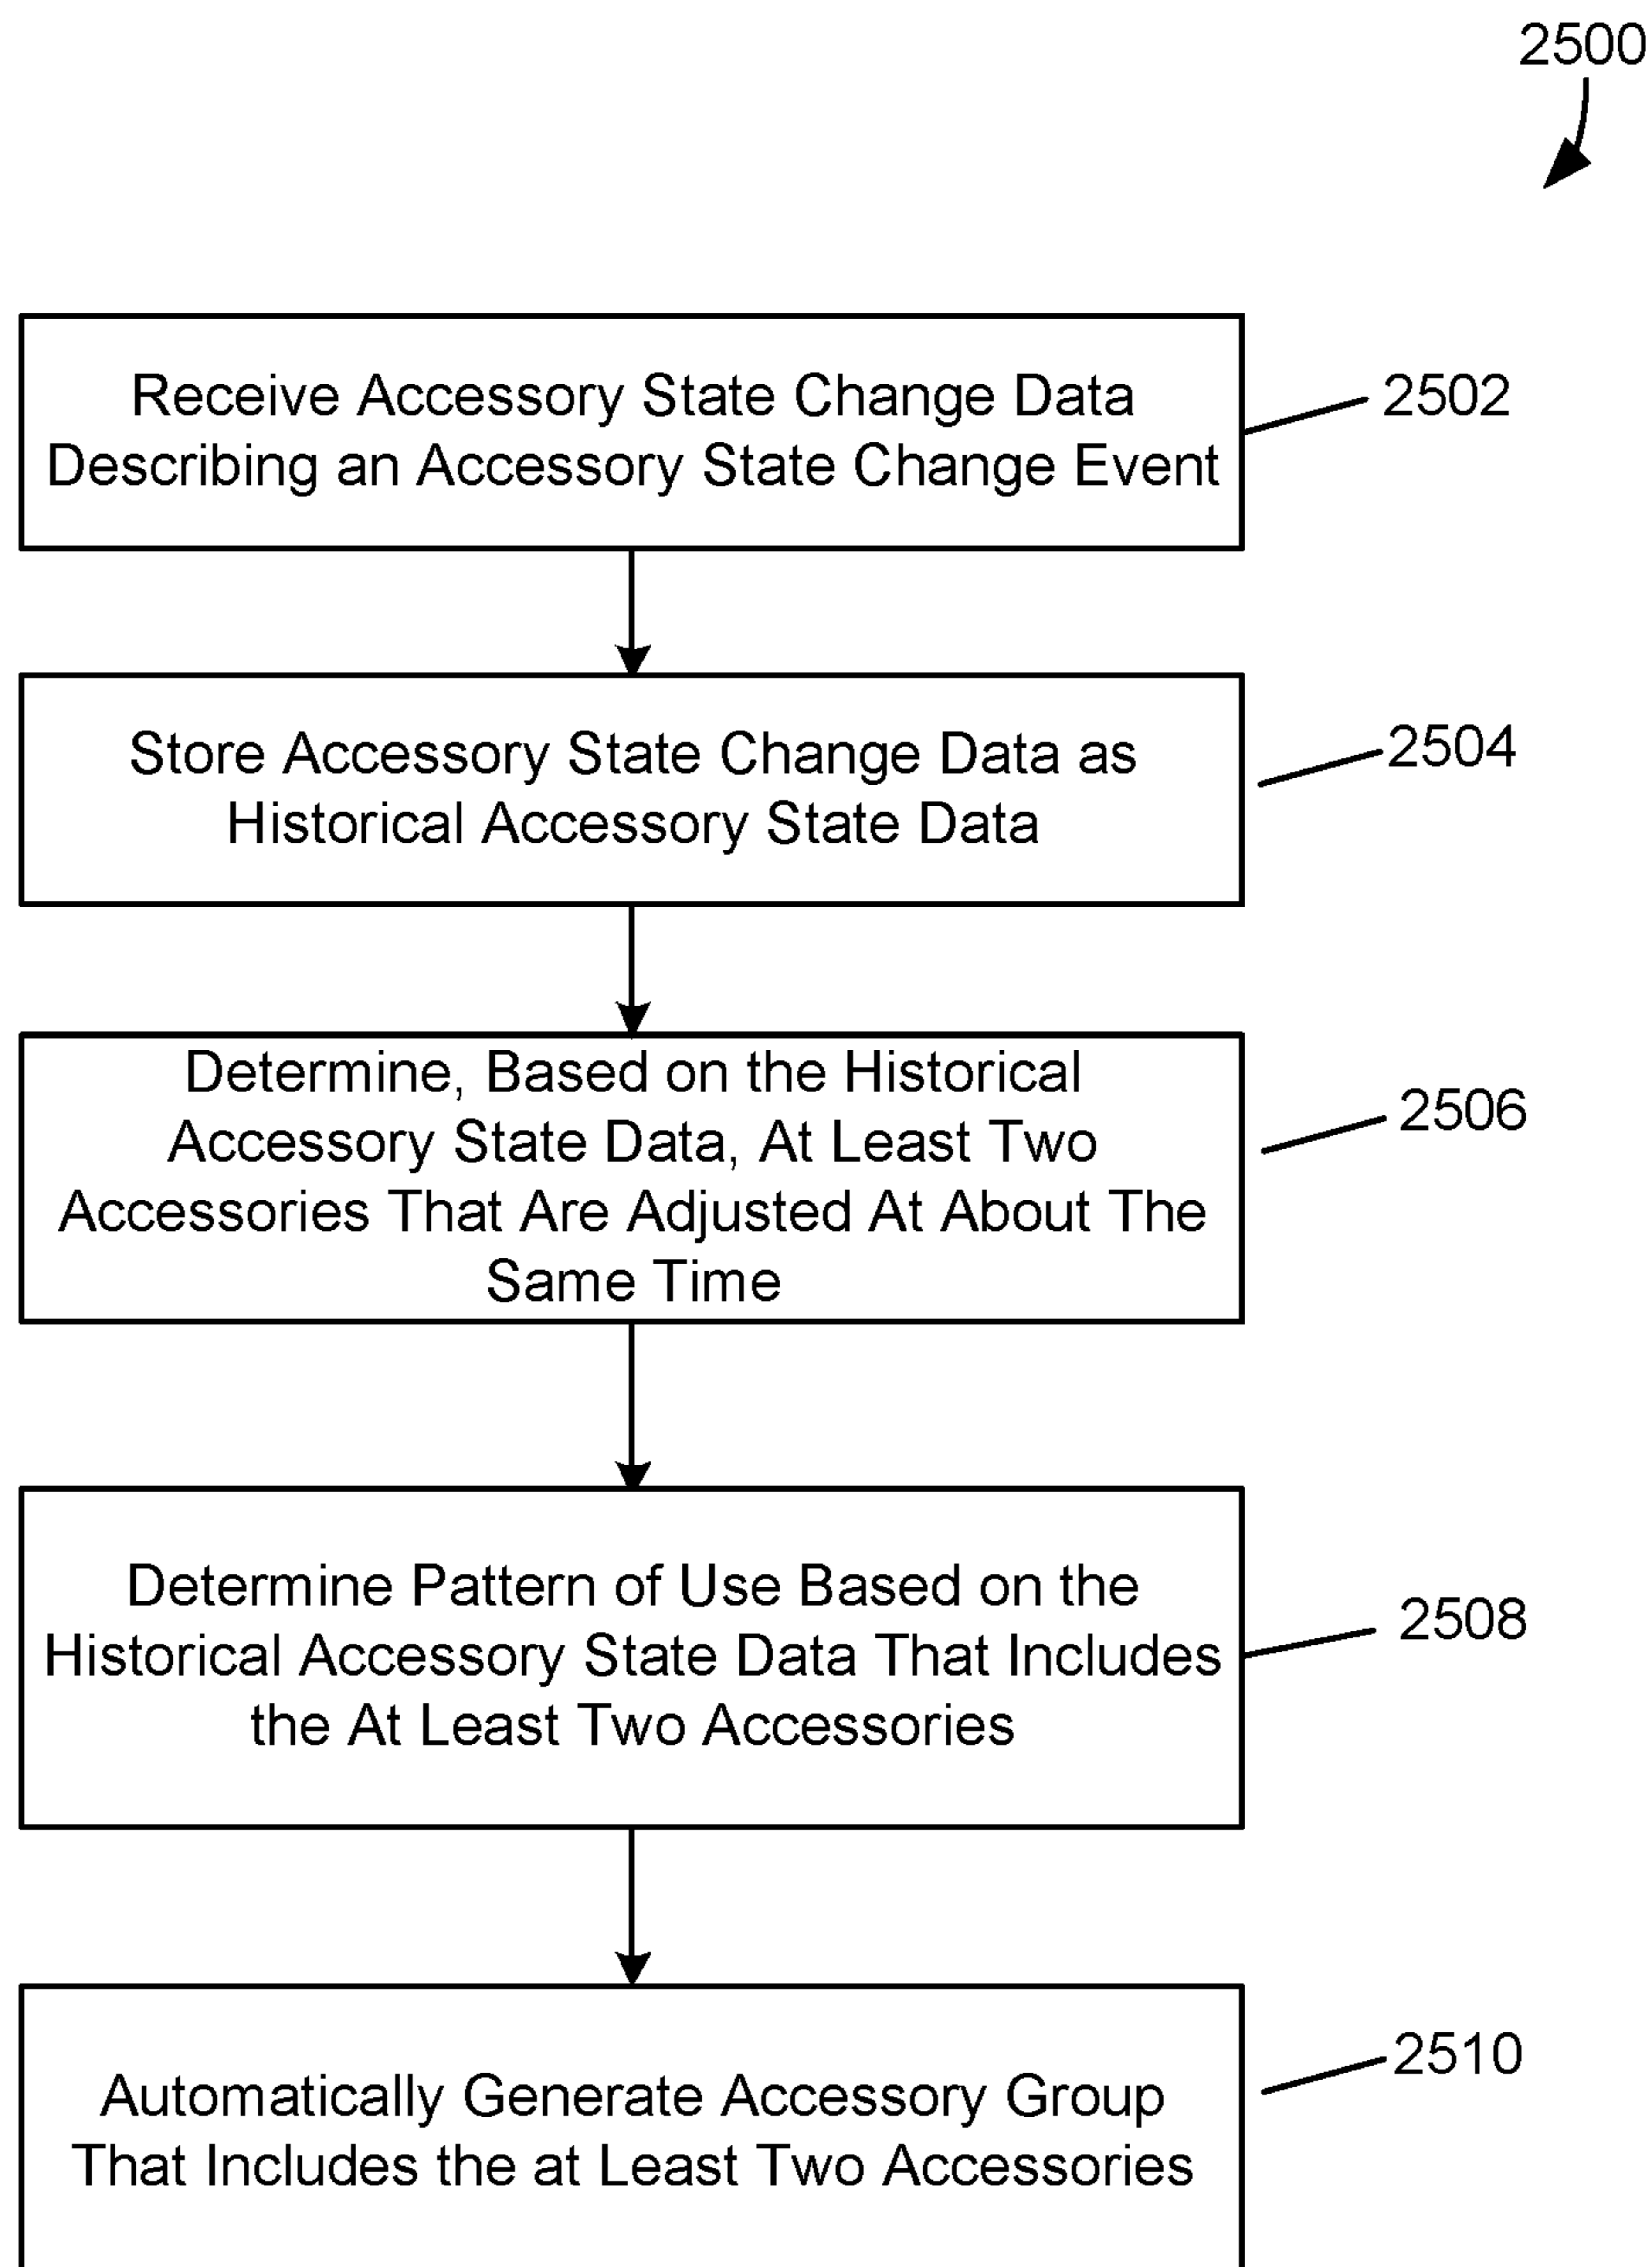 2500
Receive Accessory State Change Data
Describing an Accessory State Change Event
2502
Store Accessory State Change Data as
Historical Accessory State Data
2504
Determine, Based on the Historical
Accessory State Data, At Least Two
Accessories That Are Adjusted At About The
Same Time
2506
Determine Pattern of Use Based on the
Historical Accessory State Data That Includes
the At Least Two Accessories
2508
Automatically Generate Accessory Group
That Includes the at Least Two Accessories
2510